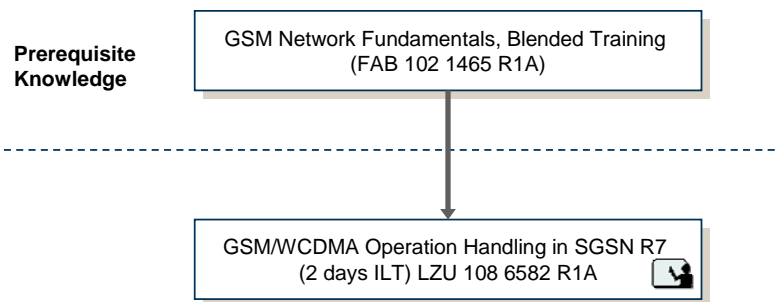 Prerequisite
Knowledge
GSM Network Fundamentals, Blended Training
(FAB 102 1465 R1A)
GSM/WCDMA Operation Handling in SGSN R7
(2 days ILT) LZU 108 6582 R1A